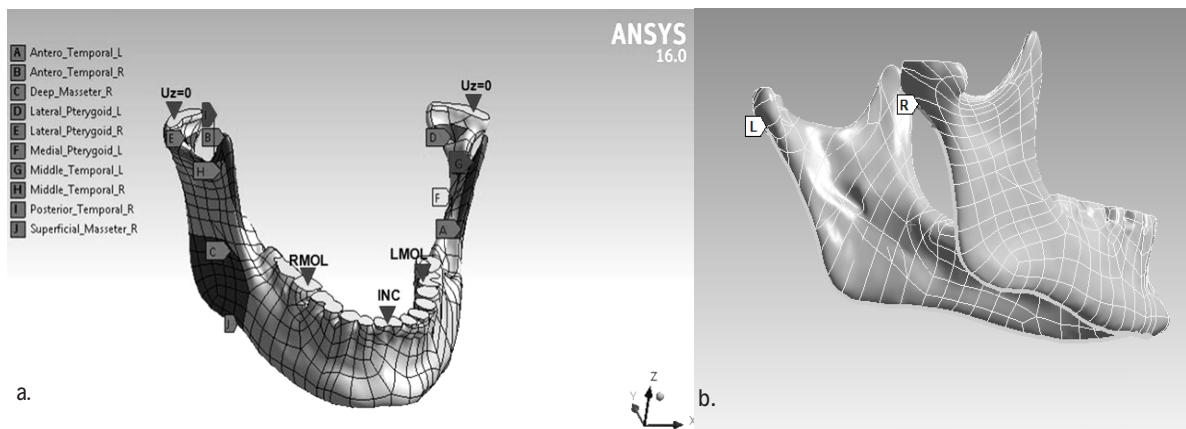 ANSYS
16.0
A Antero_Temporal_L
B Antero_Temporal_R
C Deep_Masseter_R
D Lateral_Pterygoid_L
E Lateral_Pterygoid_R
F Medial_Pterygoid_L
G Middle_Temporal_L
H Middle_Temporal_R
I Posterior_Temporal_R
J Superficial_Masseter_R
Uz=0
Uz=0
I
E
B
D
H
G
F
A
C
RMOL
LMOL
INC
J
a.
Z
Y
X
L
R
b.